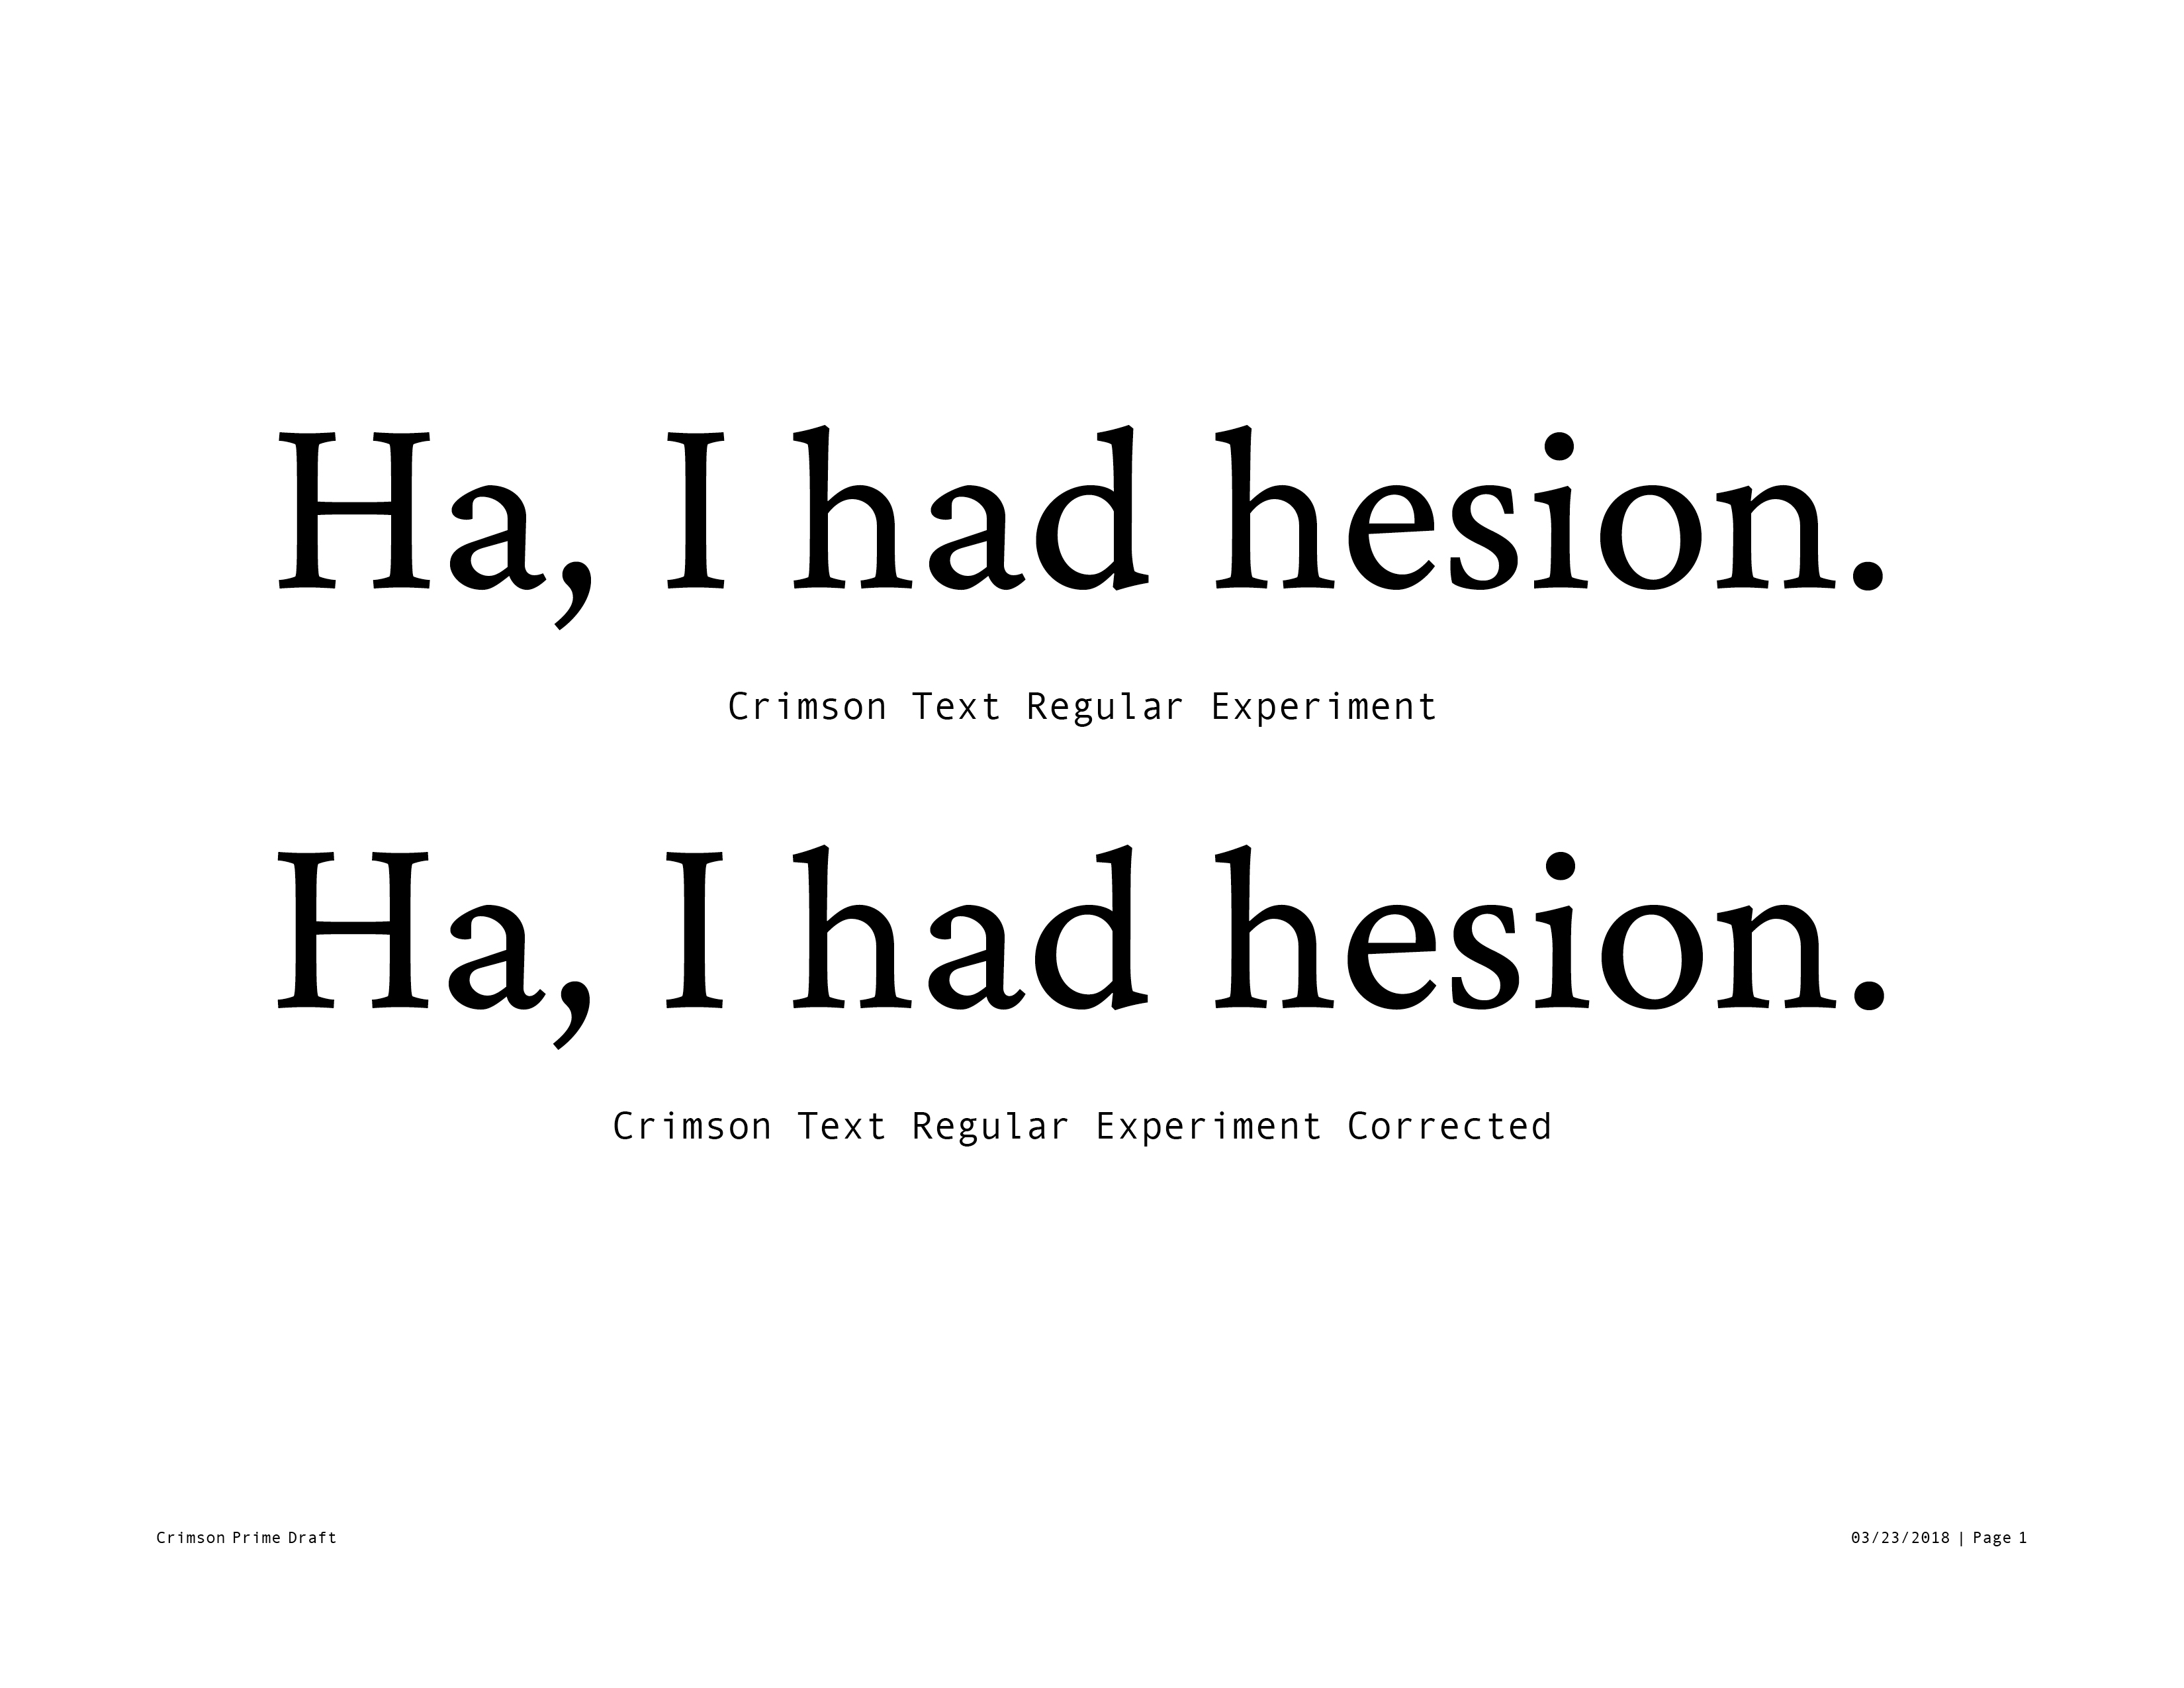 Ha, I had hesion.
Crimson Text Regular Experiment
Ha, I had hesion.
Crimson Text Regular Experiment Corrected
Crimson Prime Draft
03/23/2018 | Page 1